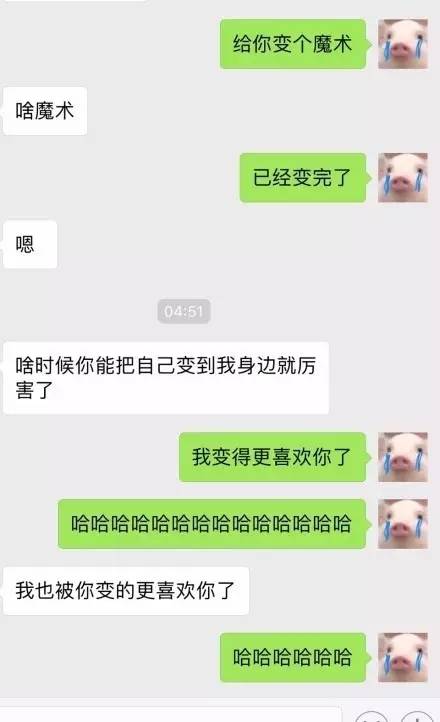 给你变个魔术
啥魔术
已经变完了
嗯
04:51
啥时候你能把自己变到我身边就厉
害了
我变得更喜欢你了
哈哈哈哈哈哈哈哈哈哈哈哈哈哈
我也被你变的更喜欢你了
哈哈哈哈哈哈